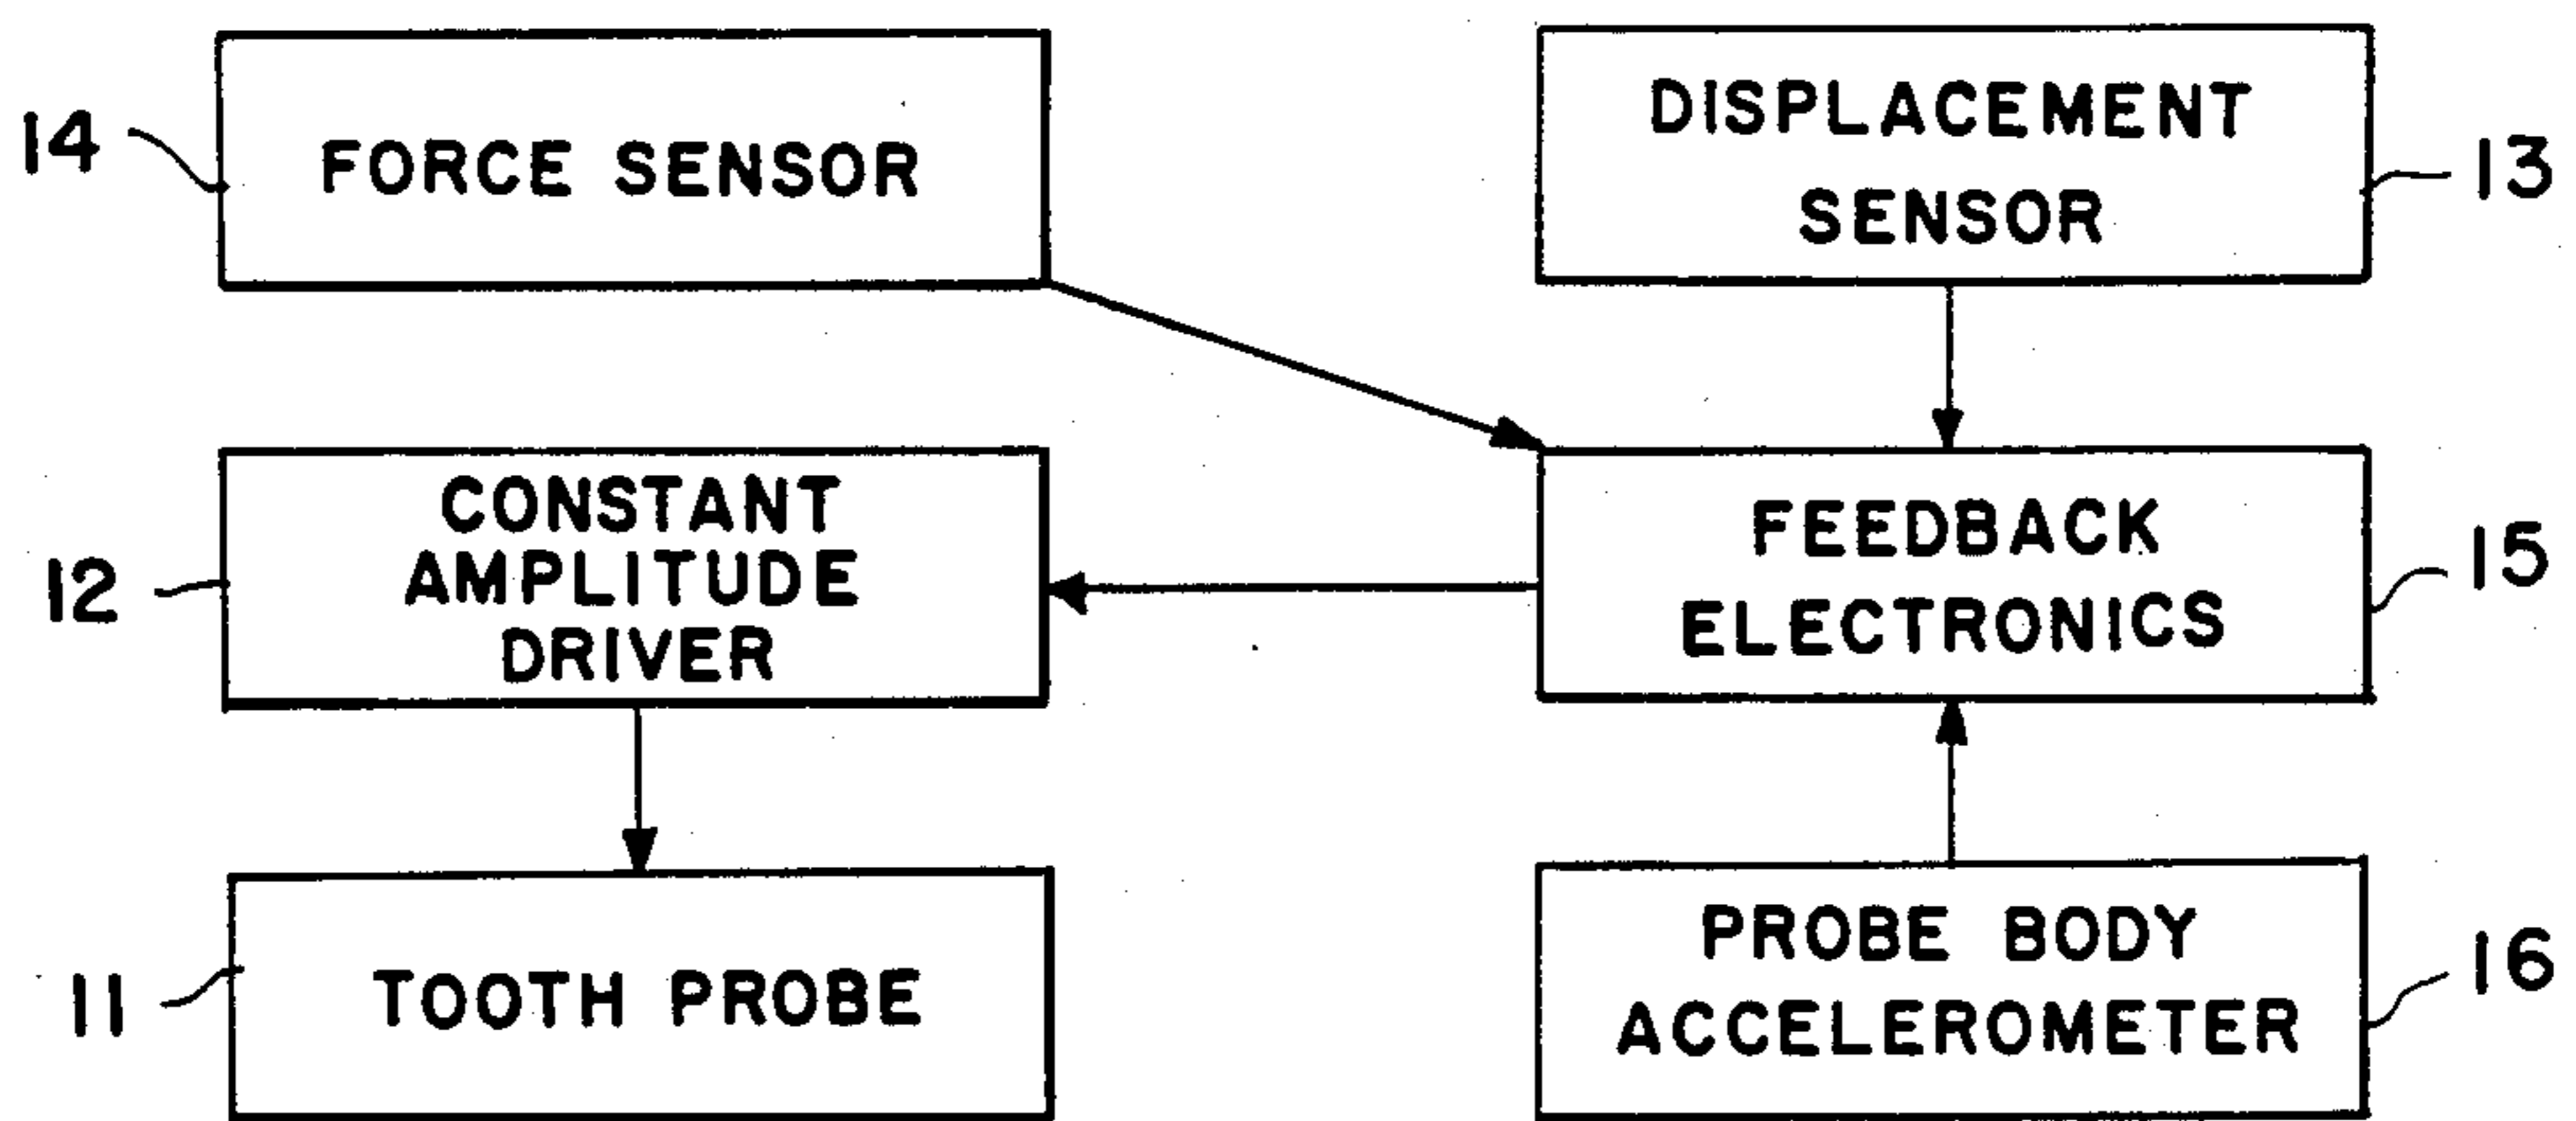 14
FORCE SENSOR
DISPLACEMENT
SENSOR
13
12
CONSTANT
AMPLITUDE
DRIVER
FEEDBACK
ELECTRONICS
15
11
TOOTH PROBE
PROBE BODY
ACCELEROMETER
16